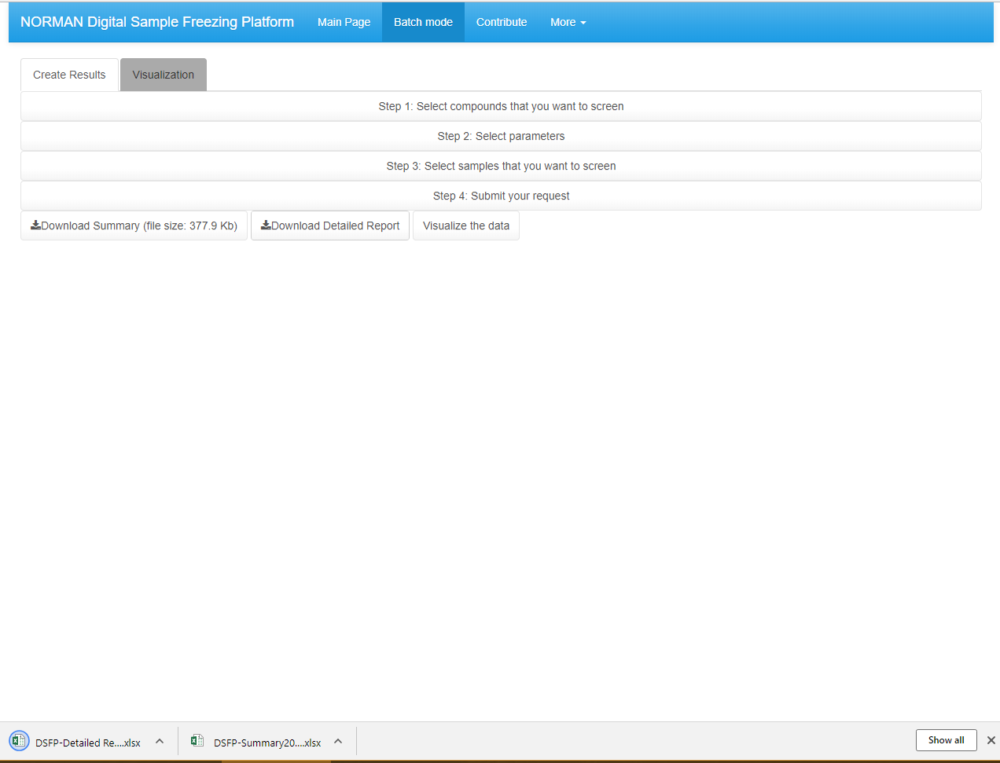 NORMAN Digital Sample Freezing Platform Main Page Batch mode Contribute More
Create Results Visualization
Step 1: Select compounds that you want to screen
Step 2: Select parameters
Step 3: Select samples that you want to screen
Step 4: Submit your request
Download Summary (file size: 377.9 Kb) Download Detailed Report Visualize the data
DSFP-Detailed Re....xlsx DSFP-Summary20....xlsx Show all